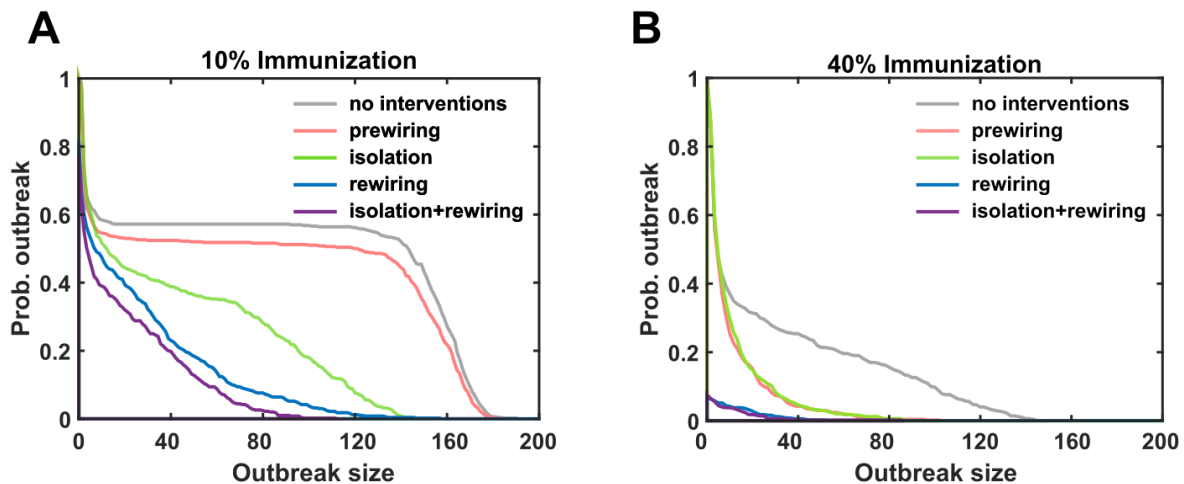 A
10% Immunization
Prob. outbreak
1
0.8
0.6
0.4
0.2
0
no interventions
prewiring
isolation
rewiring
isolation+rewiring
0 40 80 120 160 200
Outbreak size
B
40% Immunization
Prob. outbreak
1
0.8
0.6
0.4
0.2
0
no interventions
prewiring
isolation
rewiring
isolation+rewiring
0 40 80 120 160 200
Outbreak size